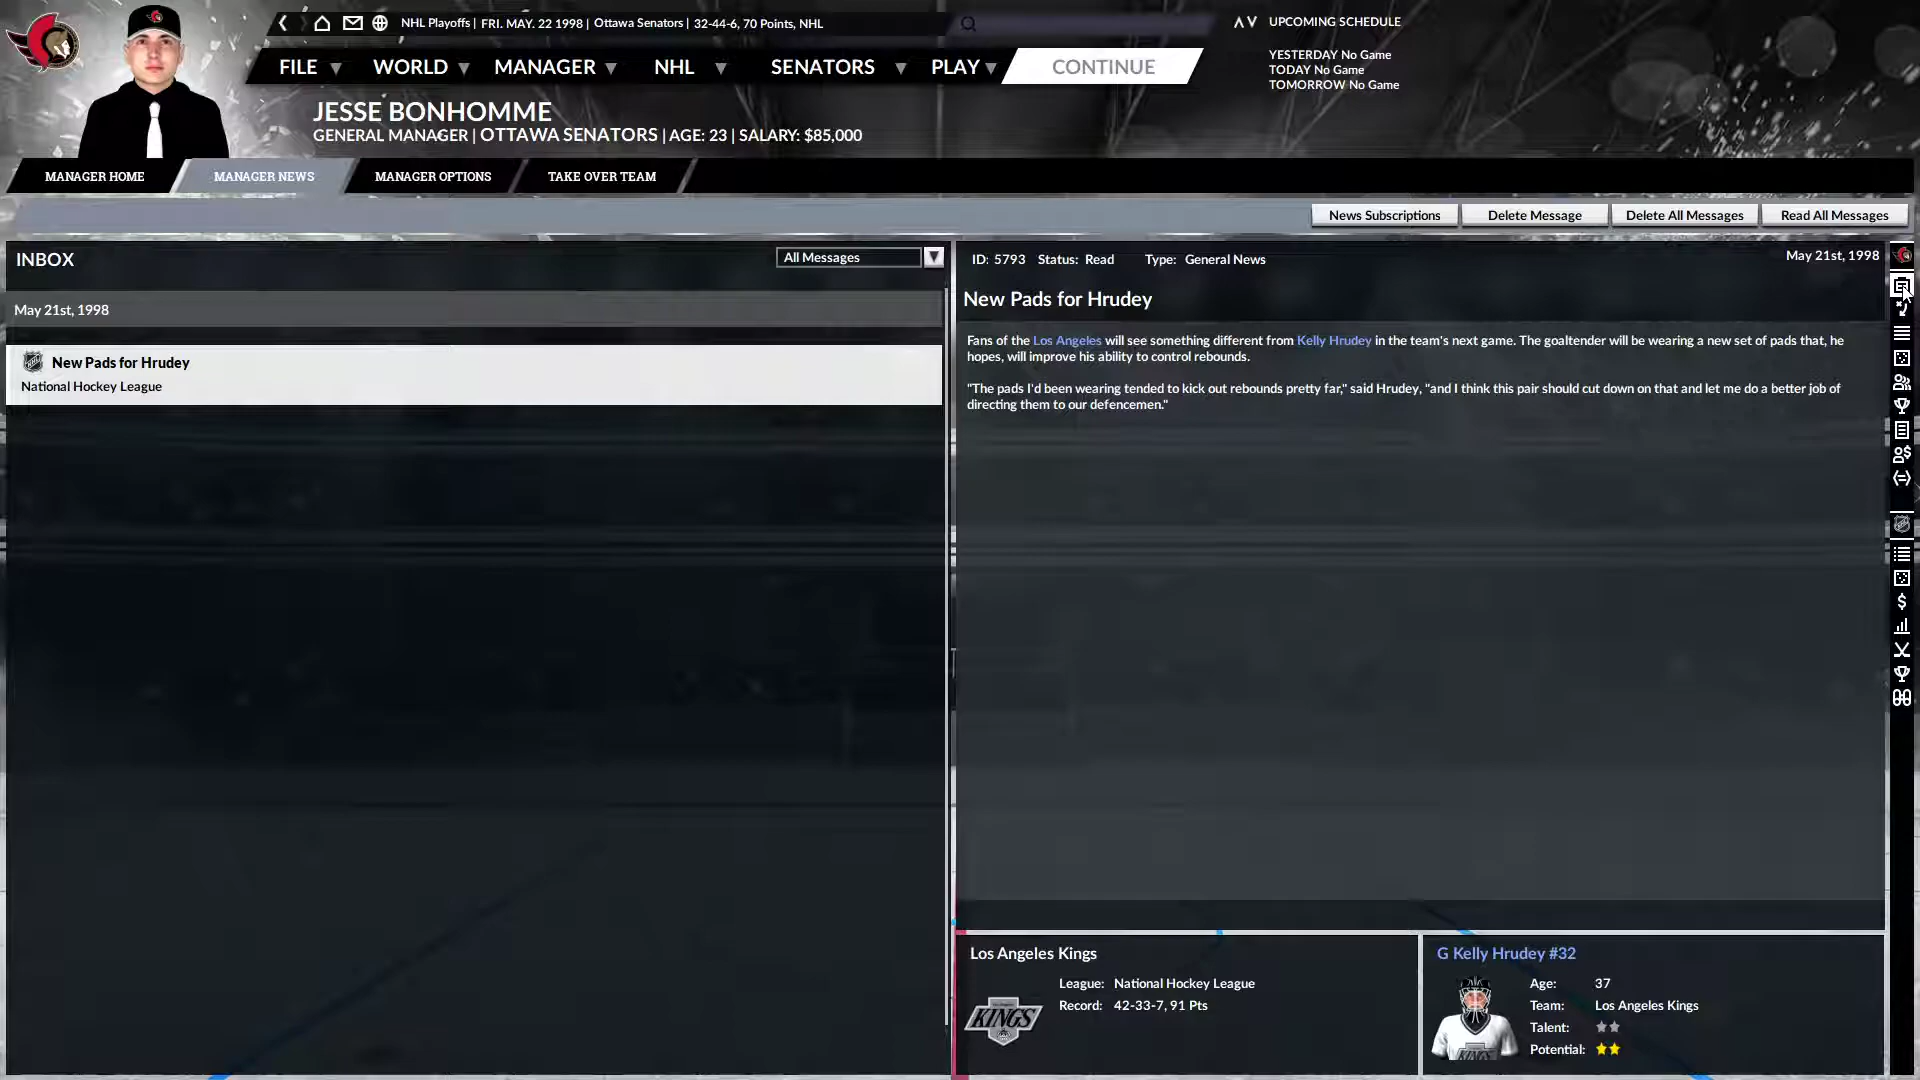 NHL Playoffs | FRI. MAY. 22 1998 | Ottawa Senators | 32-44-6, 70 Points, NHL
UPCOMING SCHEDULE
YESTERDAY No Game
TODAY No Game
TOMORROW No Game
FILE WORLD MANAGER NHL SENATORS PLAY CONTINUE
JESSE BONHOMME
GENERAL MANAGER | OTTAWA SENATORS | AGE: 23 | SALARY: $85,000
MANAGER HOME MANAGER NEWS MANAGER OPTIONS TAKE OVER TEAM
News Subscriptions Delete Message Delete All Messages Read All Messages
INBOX All Messages
May 21st, 1998
New Pads for Hrudey
National Hockey League
ID: 5793 Status: Read Type: General News May 21st, 1998
New Pads for Hrudey
Fans of the Los Angeles will see something different from Kelly Hrudey in the team's next game. The goaltender will be wearing a new set of pads that, he
hopes, will improve his ability to control rebounds.
"The pads I'd been wearing tended to kick out rebounds pretty far," said Hrudey, "and I think this pair should cut down on that and let me do a better job of
directing them to our defencemen."
Los Angeles Kings
League: National Hockey League
Record: 42-33-7, 91 Pts
KINGS
G Kelly Hrudey #32
Age: 37
Team: Los Angeles Kings
Talent:
Potential: